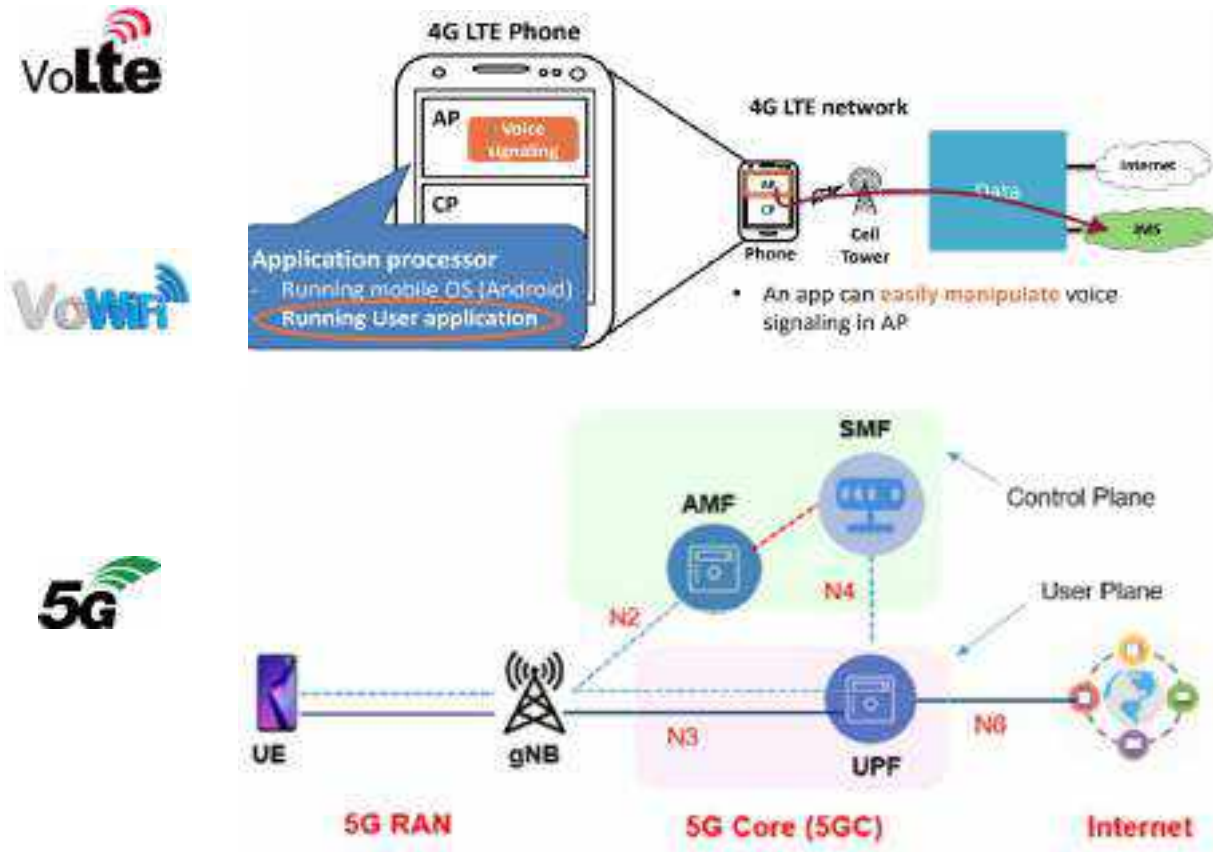 VoLte
4G LTE Phone
AP
Voice
signaling
CP
4G LTE network
AP
CP
Data
Internet
IMS
Phone
Cell
Tower
Application processor
- Running mobile OS (Android)
Running User application
• An app can easily manipulate voice
signaling in AP
VoWiFi
5G
SMF
AMF
Control Plane
N4
User Plane
N2
UE
gNB
N3
UPF
N6
5G RAN
5G Core (5GC)
Internet